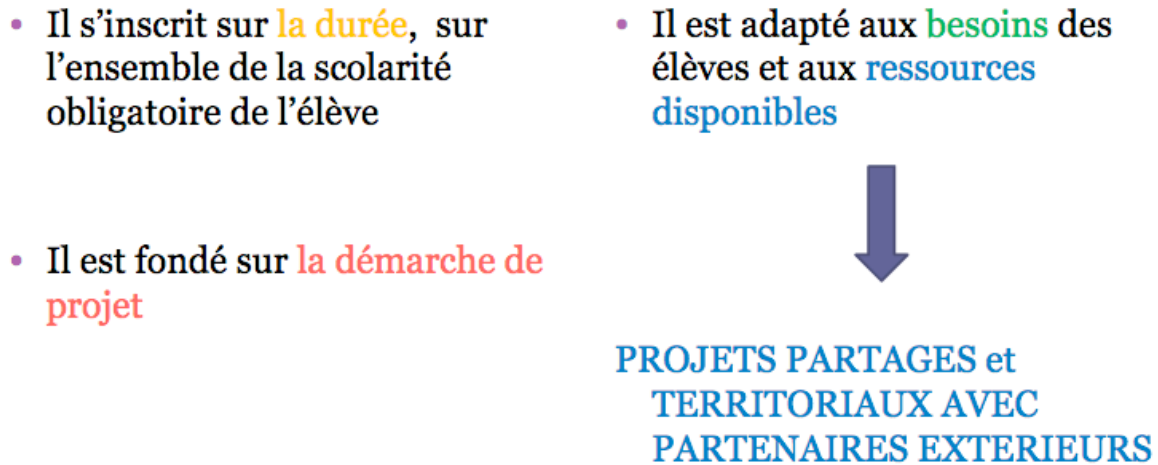 • Il s’inscrit sur la durée, sur
l’ensemble de la scolarité
obligatoire de l’élève
• Il est fondé sur la démarche de
projet
• Il est adapté aux besoins des
élèves et aux ressources
disponibles
PROJETS PARTAGES et
TERRITORIAUX AVEC
PARTENAIRES EXTERIEURS